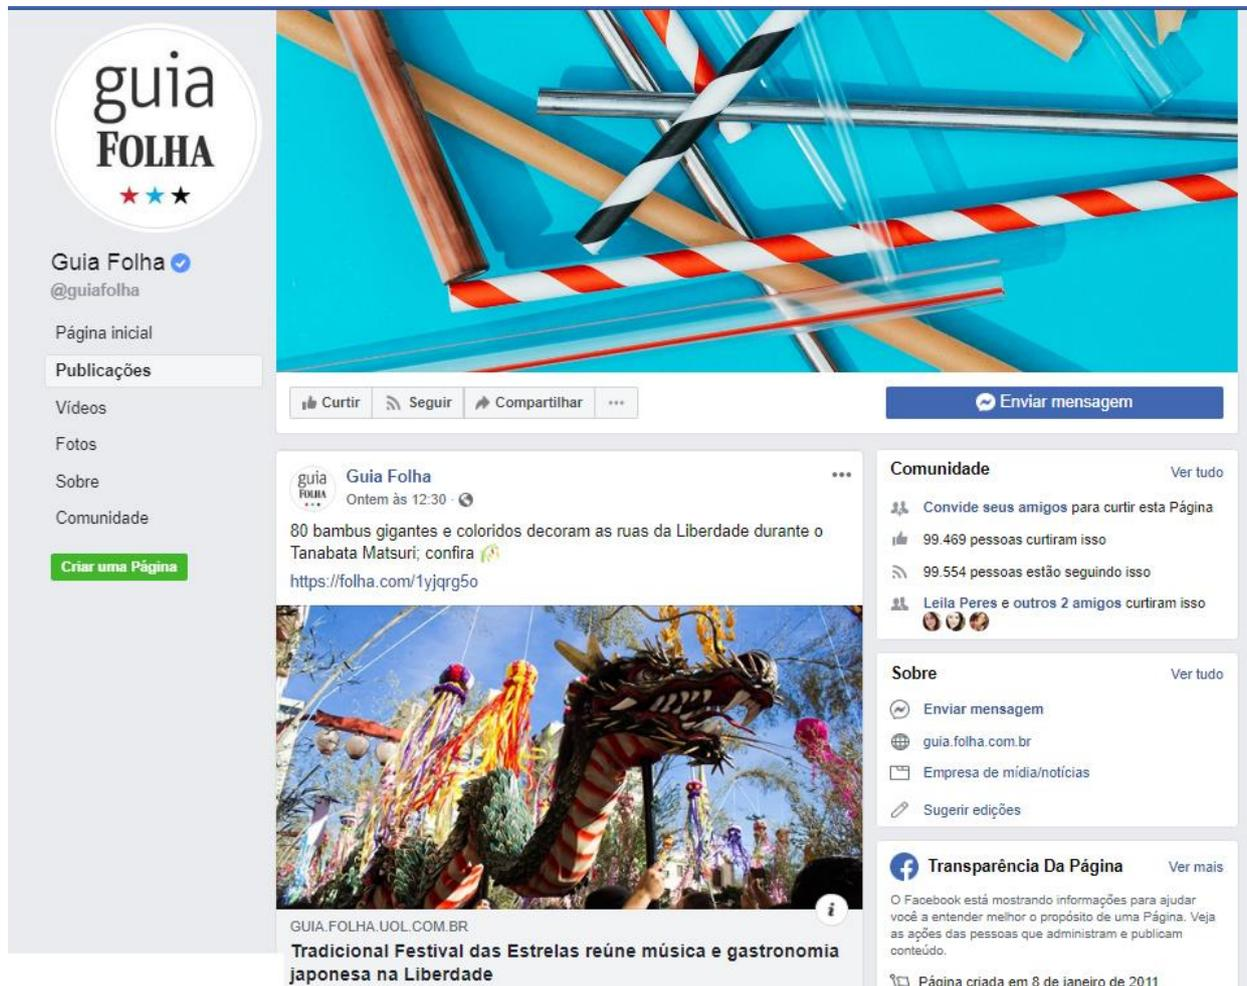 guia
FOLHA
Guia Folha
@guiafolha
Página inicial
Publicações
Vídeos
Fotos
Sobre
Comunidade
Criar uma Página
Curtir
Seguir
Compartilhar
Enviar mensagem
guia
FOLHA
Guia Folha
Ontem às 12:30 ·
80 bambus gigantes e coloridos decoram as ruas da Liberdade durante o
Tanabata Matsuri; confira
https://folha.com/1yjqrg5o
GUIA.FOLHA.UOL.COM.BR
Tradicional Festival das Estrelas reúne música e gastronomia
japonesa na Liberdade
Comunidade
Ver tudo
Convide seus amigos para curtir esta Página
99.469 pessoas curtiram isso
99.554 pessoas estão seguindo isso
Leila Peres e outros 2 amigos curtiram isso
Sobre
Ver tudo
Enviar mensagem
guia.folha.com.br
Empresa de mídia/notícias
Sugerir edições
Transparência Da Página
Ver mais
O Facebook está mostrando informações para ajudar
você a entender melhor o propósito de uma Página. Veja
as ações das pessoas que administram e publicam
conteúdo.
Página criada em 8 de janeiro de 2011